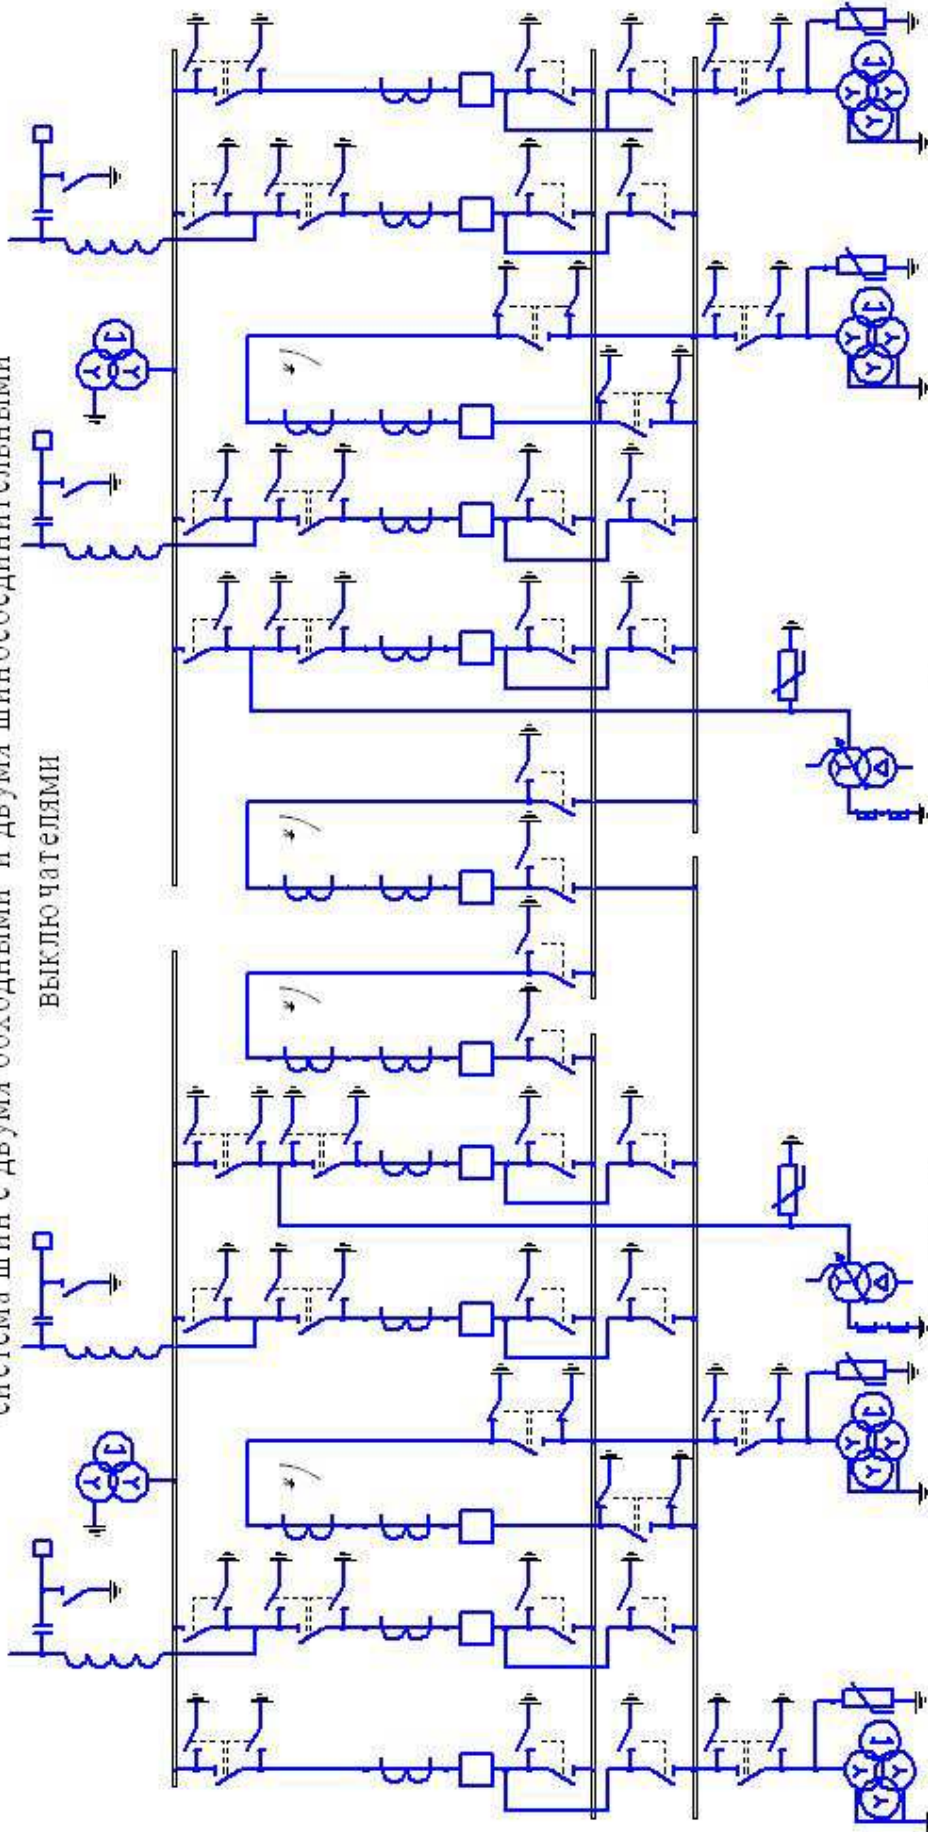 система шин с двумя обходными и двумя шиносоединительными
выключателями